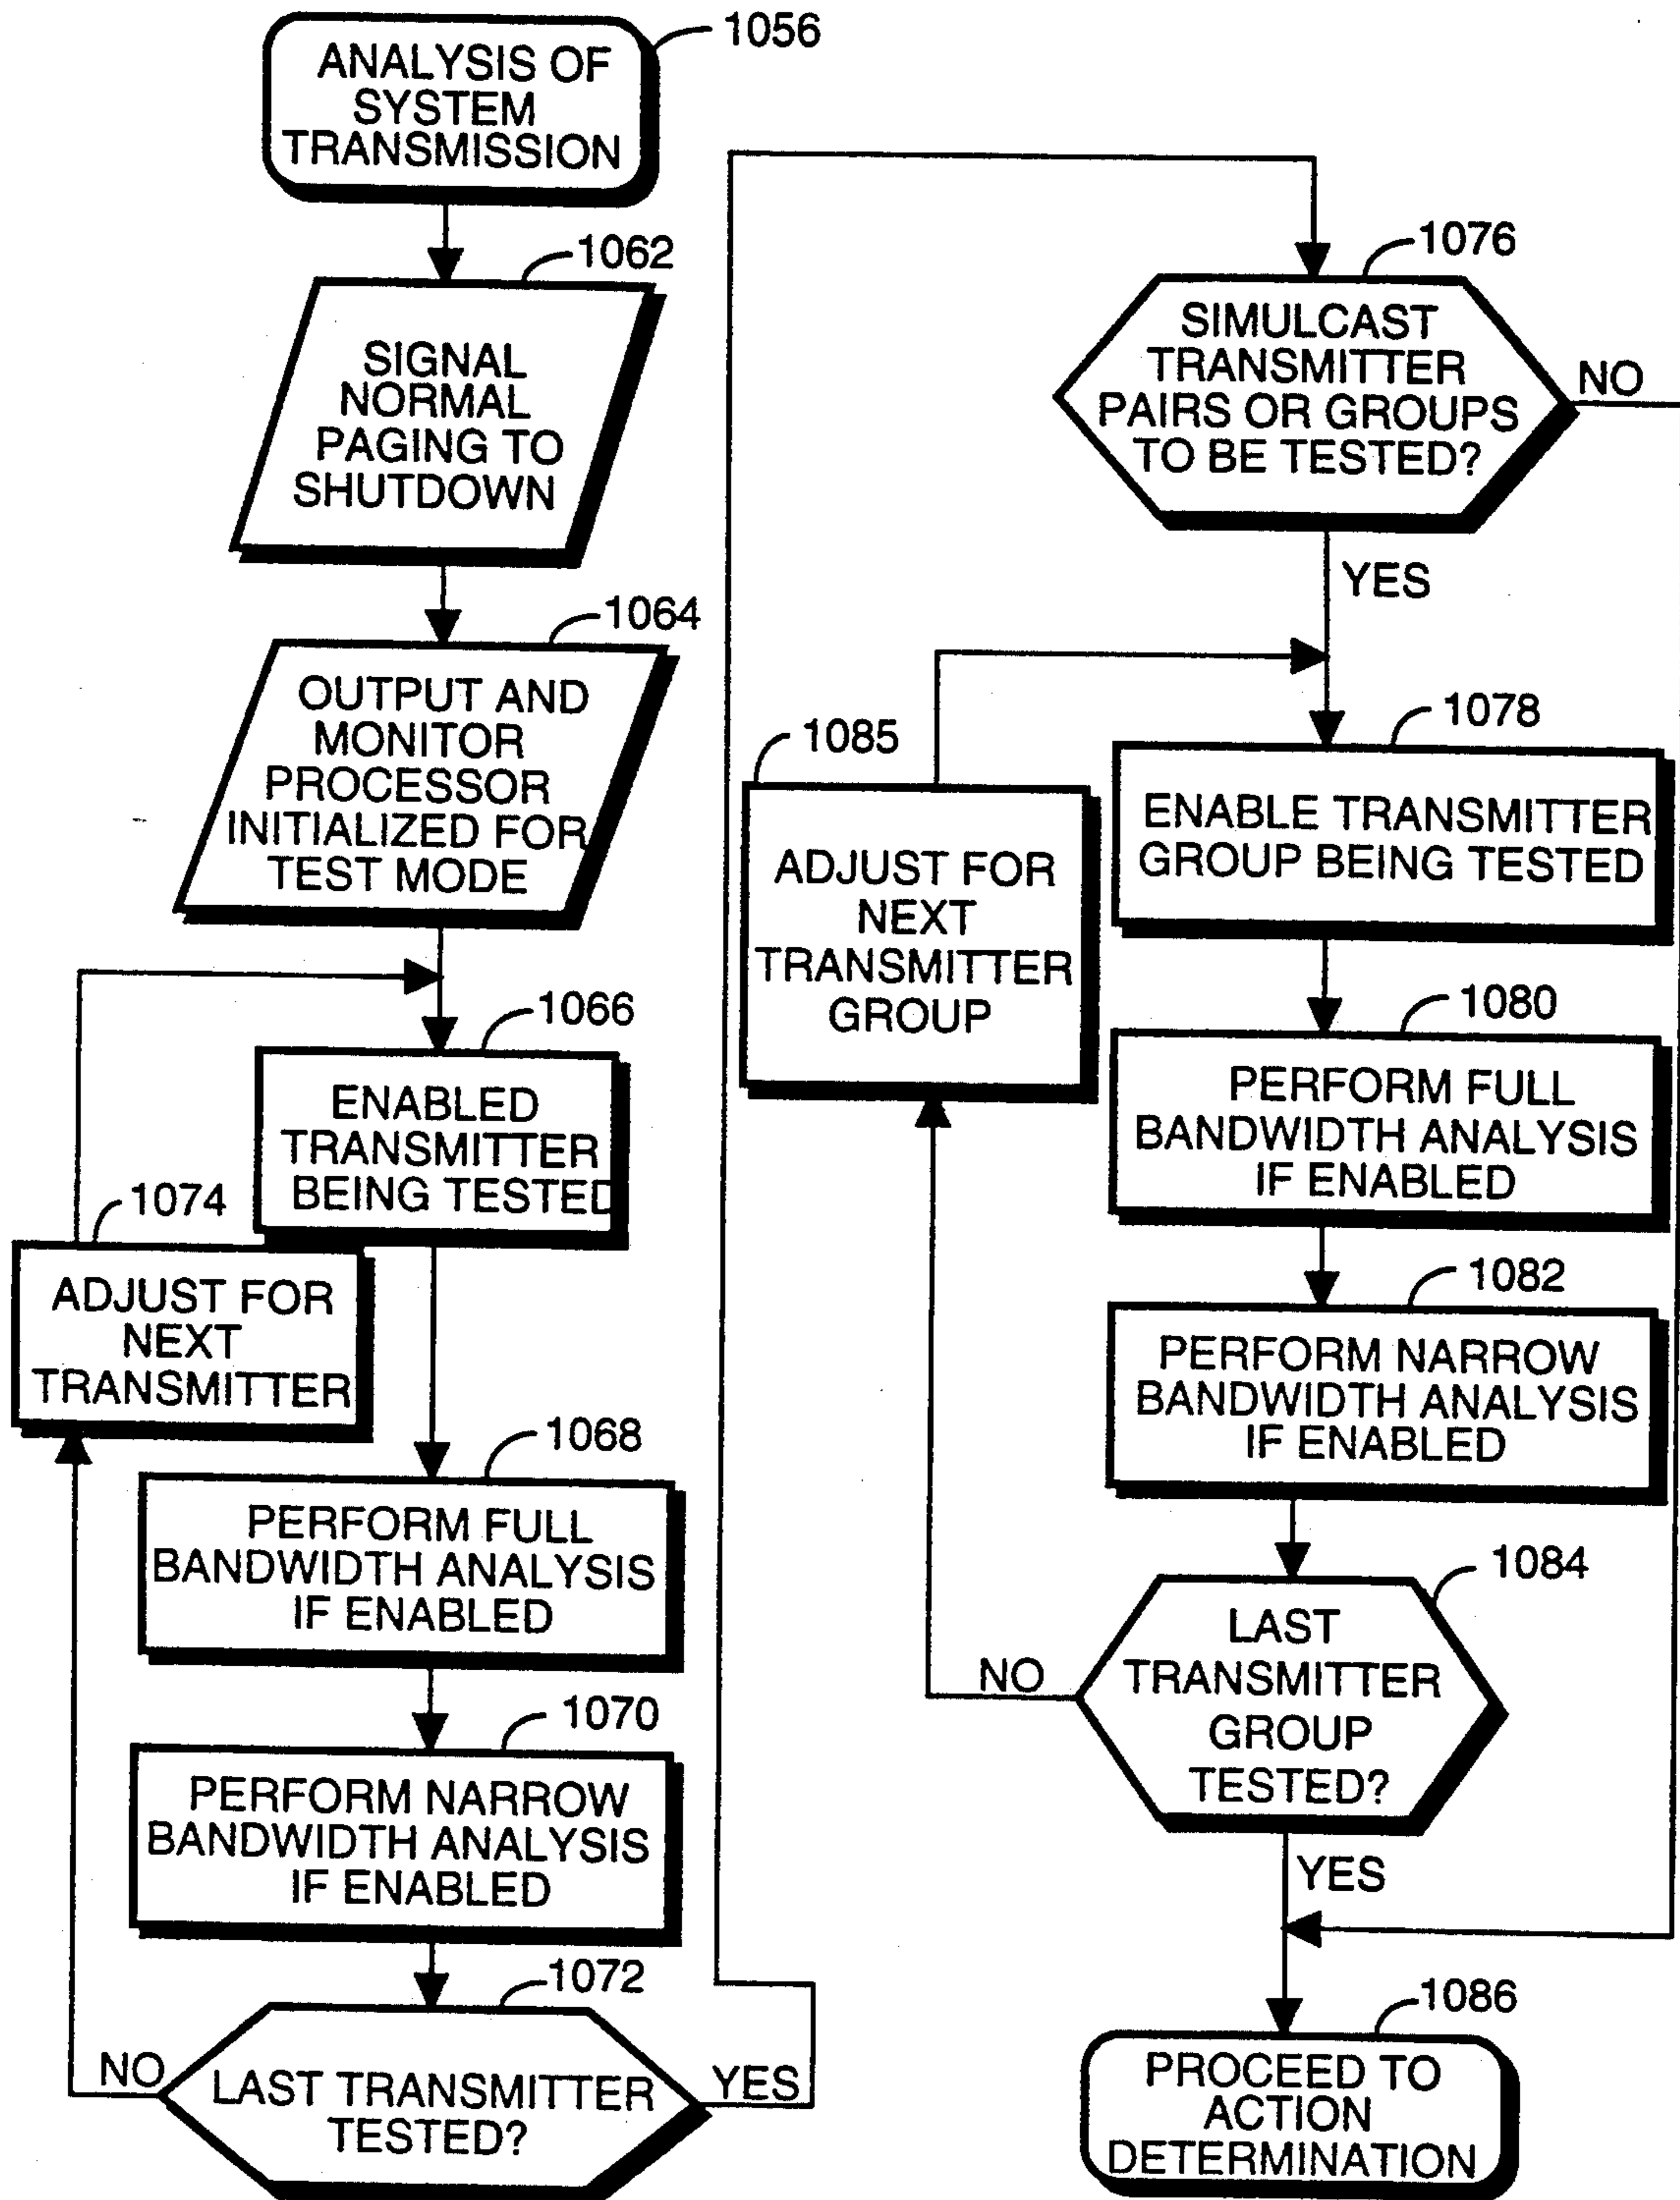 1056
ANALYSIS OF
SYSTEM
TRANSMISSION
1062
SIGNAL
NORMAL
PAGING TO
SHUTDOWN
1064
OUTPUT AND
MONITOR
PROCESSOR
INITIALIZED FOR
TEST MODE
1066
ENABLED
TRANSMITTER
BEING TESTED
1074
ADJUST FOR
NEXT
TRANSMITTER
1068
PERFORM FULL
BANDWIDTH ANALYSIS
IF ENABLED
1070
PERFORM NARROW
BANDWIDTH ANALYSIS
IF ENABLED
1072
NO
LAST TRANSMITTER
TESTED?
YES
1076
SIMULCAST
TRANSMITTER
PAIRS OR GROUPS
TO BE TESTED?
NO
YES
1078
ENABLE TRANSMITTER
GROUP BEING TESTED
1085
ADJUST FOR
NEXT
TRANSMITTER
GROUP
1080
PERFORM FULL
BANDWIDTH ANALYSIS
IF ENABLED
1082
PERFORM NARROW
BANDWIDTH ANALYSIS
IF ENABLED
1084
LAST
TRANSMITTER
GROUP
TESTED?
NO
YES
1086
PROCEED TO
ACTION
DETERMINATION